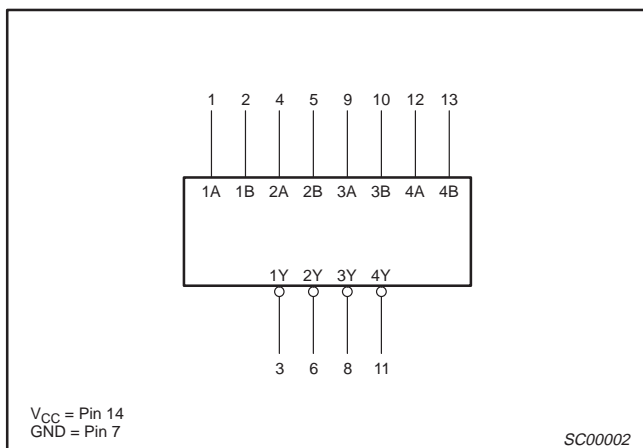 1 2 4 5 9 10 12 13
1A 1B 2A 2B 3A 3B 4A 4B
1Y 2Y 3Y 4Y
3 6 8 11
VCC = Pin 14
GND = Pin 7
SC00002